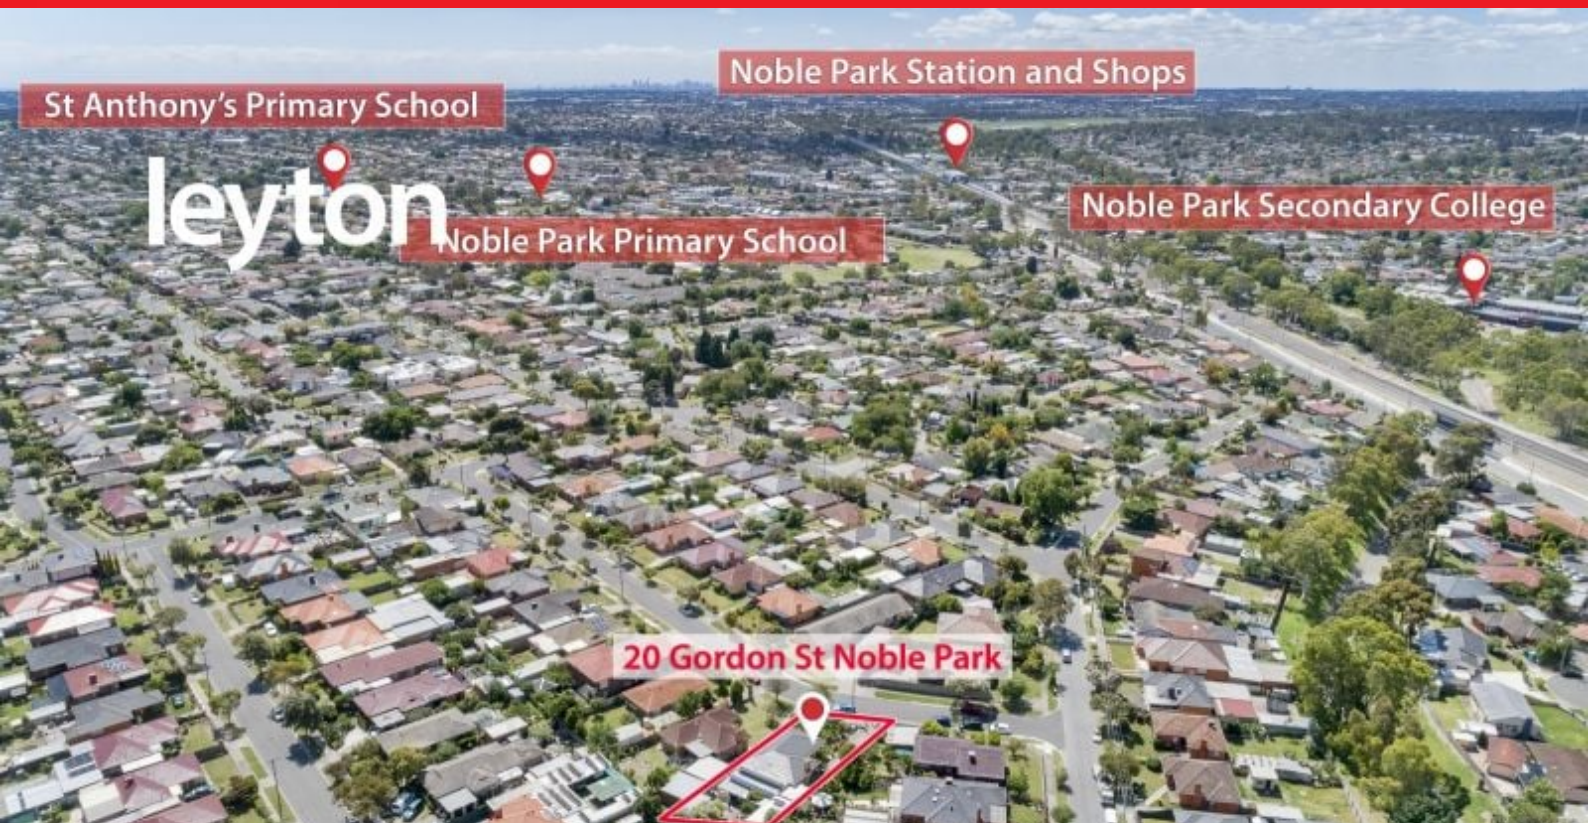 Noble Park Station and Shops
St Anthony's Primary School
leyton
Noble Park Secondary College
Noble Park Primary School
20 Gordon St Noble Park